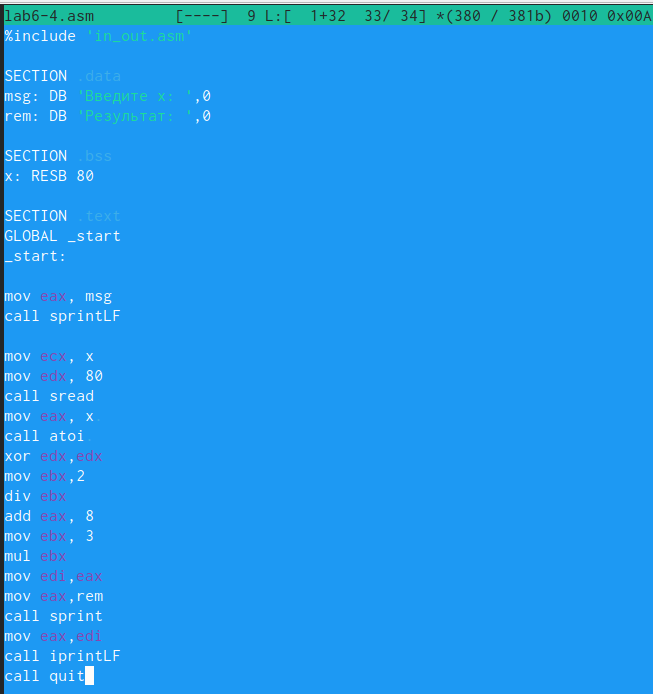 lab6-4.asm [----] 9 L:[ 1+32 33/ 34] *(380 / 381b) 0010 0x00A
%include 'in_out.asm'
SECTION .data
msg: DB 'Введите x: ',0
rem: DB 'Результат: ',0
SECTION .bss
x: RESB 80
SECTION .text
GLOBAL _start
_start:
mov eax, msg
call sprintLF
mov ecx, x
mov edx, 80
call sread
mov eax, x
call atoi
xor edx,edx
mov ebx,2
div ebx
add eax, 8
mov ebx, 3
mul ebx
mov edi,eax
mov eax,rem
call sprint
mov eax,edi
call iprintLF
call quit